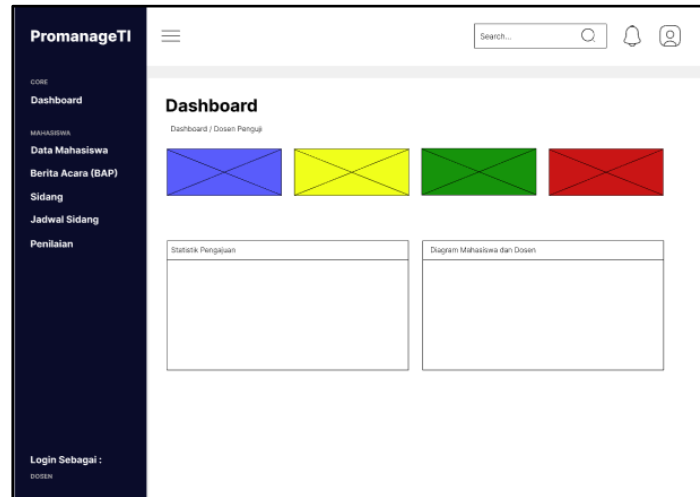 PromanageTI
Search...
CORE
Dashboard
MAHASISWA
Data Mahasiswa
Berita Acara (BAP)
Sidang
Jadwal Sidang
Penilaian
Login Sebagai :
DOSEN
Dashboard
Dashboard / Dosen Penguji
Statistik Pengajuan
Diagram Mahasiswa dan Dosen